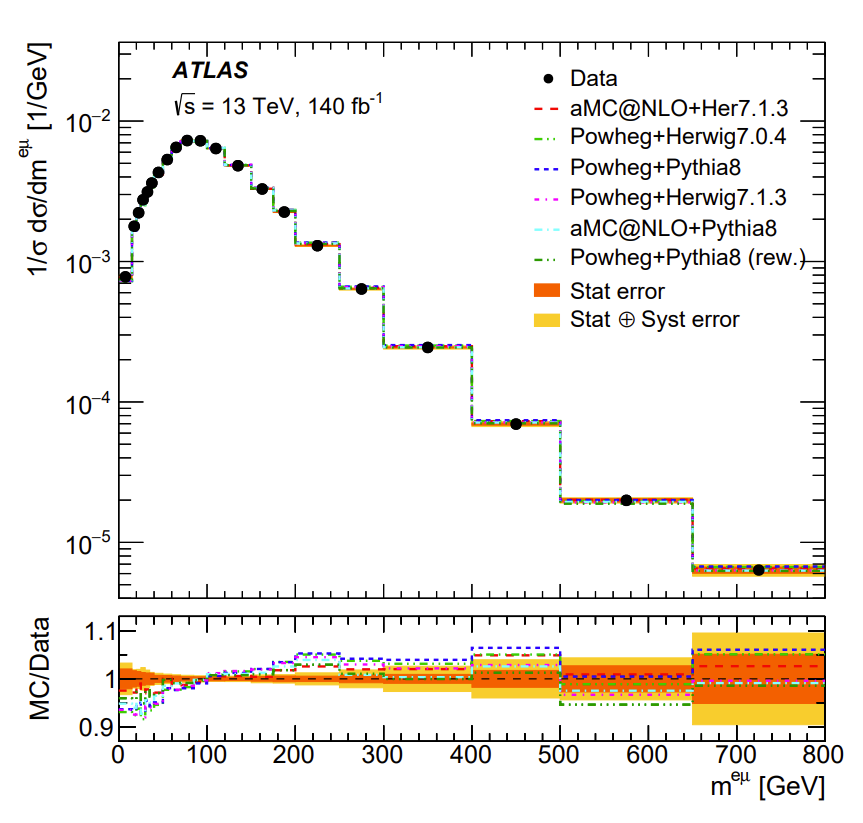 1/σ dσ/dm^eμ [1/GeV]
10⁻²
10⁻³
10⁻⁴
10⁻⁵
ATLAS
√s = 13 TeV, 140 fb⁻¹
Data
aMC@NLO+Her7.1.3
Powheg+Herwig7.0.4
Powheg+Pythia8
Powheg+Herwig7.1.3
aMC@NLO+Pythia8
Powheg+Pythia8 (rew.)
Stat error
Stat ⊕ Syst error
MC/Data
1.1
1
0.9
0 100 200 300 400 500 600 700 800
m^eμ [GeV]